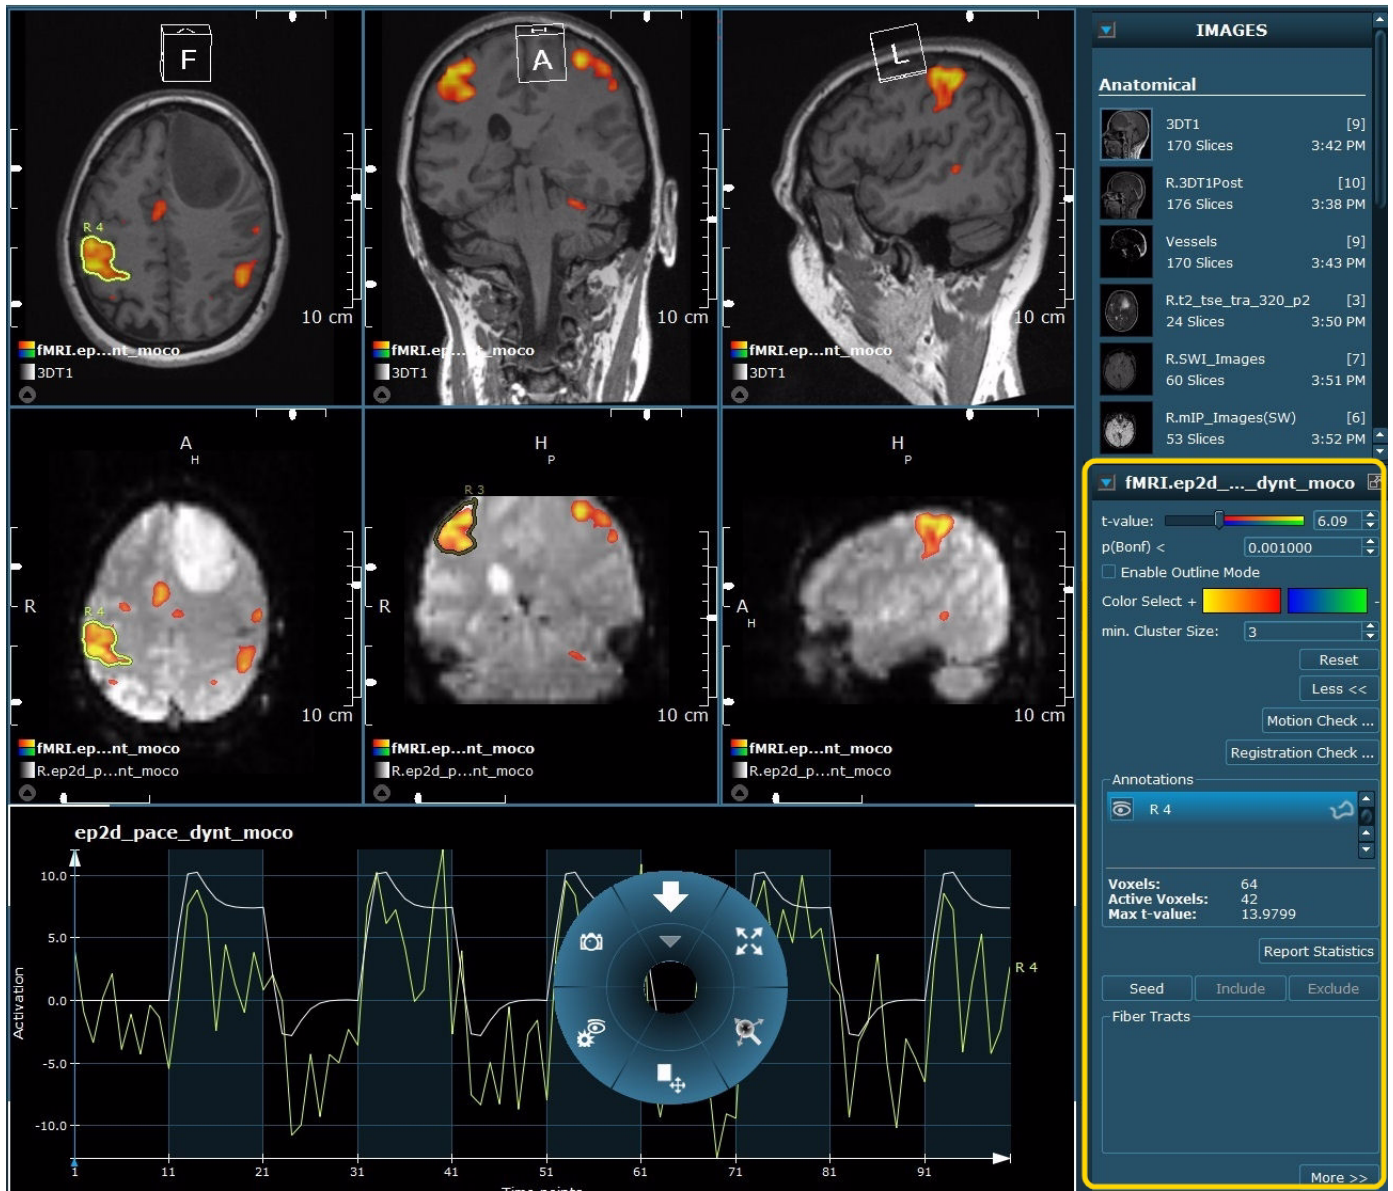 F
R 4
10 cm
fMRI.ep...nt_moco
3DT1
A
10 cm
fMRI.ep...nt_moco
3DT1
L
10 cm
fMRI.ep...nt_moco
3DT1
A
H
R
R 4
10 cm
fMRI.ep...nt_moco
R.ep2d_p...nt_moco
H
P
R 3
R
10 cm
fMRI.ep...nt_moco
R.ep2d_p...nt_moco
H
P
A
H
10 cm
fMRI.ep...nt_moco
R.ep2d_p...nt_moco
ep2d_pace_dynt_moco
Activation
10.0
5.0
0.0
-5.0
-10.0
1 11 21 31 41 51 61 71 81 91
Time points
R 4
IMAGES
Anatomical
3DT1 [9]
170 Slices 3:42 PM
R.3DT1Post [10]
176 Slices 3:38 PM
Vessels [9]
170 Slices 3:43 PM
R.t2_tse_tra_320_p2 [3]
24 Slices 3:50 PM
R.SWI_Images [7]
60 Slices 3:51 PM
R.mIP_Images(SW) [6]
53 Slices 3:52 PM
fMRI.ep2d_..._dynt_moco
t-value: 6.09
p(Bonf) < 0.001000
Enable Outline Mode
Color Select + -
min. Cluster Size: 3
Reset
Less <<
Motion Check ...
Registration Check ...
Annotations
R 4
Voxels: 64
Active Voxels: 42
Max t-value: 13.9799
Report Statistics
Seed Include Exclude
Fiber Tracts
More >>